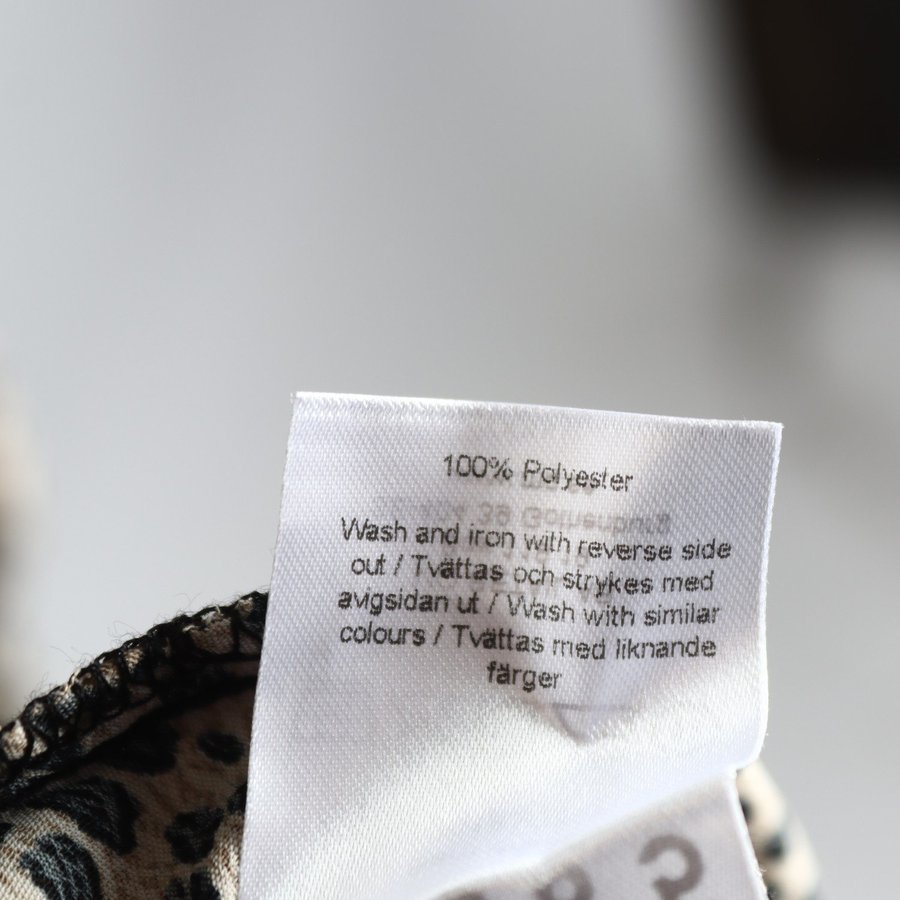 100% Polyester
Wash and iron with reverse side
out / Tvättas och strykes med
avigsidan ut / Wash with similar
colours / Tvättas med liknande
färger